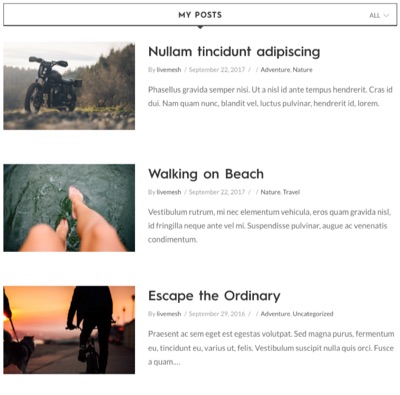 MY POSTS
ALL
Nullam tincidunt adipiscing
By livemesh / September 22, 2017 / / Adventure, Nature
Phasellus gravida semper nisi. Ut a nisl id ante tempus hendrerit. Cras id
dui. Nam quam nunc, blandit vel, luctus pulvinar, hendrerit id, lorem.
Walking on Beach
By livemesh / September 22, 2017 / / Nature, Travel
Vestibulum rutrum, mi nec elementum vehicula, eros quam gravida nisl,
id fringilla neque ante vel mi. Suspendisse pulvinar, augue ac venenatis
condimentum.
Escape the Ordinary
By livemesh / September 29, 2016 / / Adventure, Uncategorized
Praesent ac sem eget est egestas volutpat. Sed magna purus, fermentum
eu, tincidunt eu, varius ut, felis. Vestibulum suscipit nulla quis orci. Fusce
a quam....